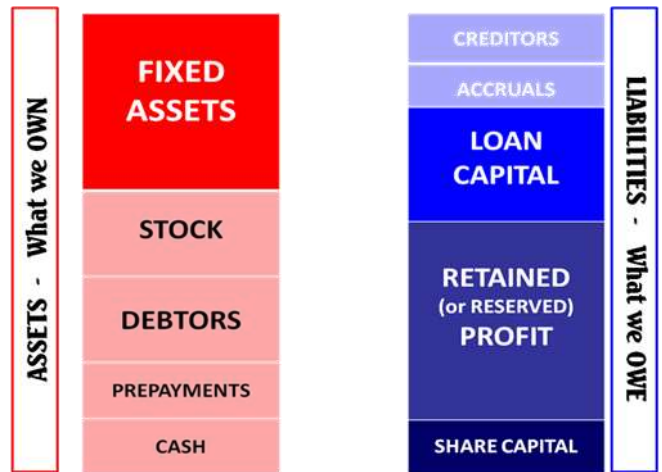 ASSETS - What we OWN
FIXED
ASSETS
STOCK
DEBTORS
PREPAYMENTS
CASH
CREDITORS
ACCRUALS
LOAN
CAPITAL
RETAINED
(or RESERVED)
PROFIT
SHARE CAPITAL
LIABILITIES - What we OWE